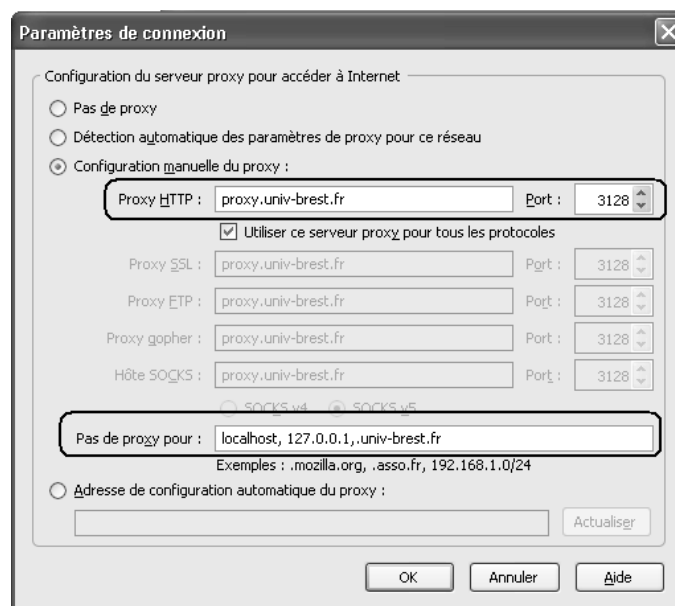 Paramètres de connexion
Configuration du serveur proxy pour accéder à Internet
Pas de proxy
Détection automatique des paramètres de proxy pour ce réseau
Configuration manuelle du proxy :
Proxy HTTP : proxy.univ-brest.fr Port : 3128
Utiliser ce serveur proxy pour tous les protocoles
Proxy SSL : proxy.univ-brest.fr Port : 3128
Proxy FTP : proxy.univ-brest.fr Port : 3128
Proxy gopher : proxy.univ-brest.fr Port : 3128
Hôte SOCKS : proxy.univ-brest.fr Port : 3128
SOCKS v4 SOCKS v5
Pas de proxy pour : localhost, 127.0.0.1,.univ-brest.fr
Exemples : .mozilla.org, .asso.fr, 192.168.1.0/24
Adresse de configuration automatique du proxy :
Actualiser
OK Annuler Aide